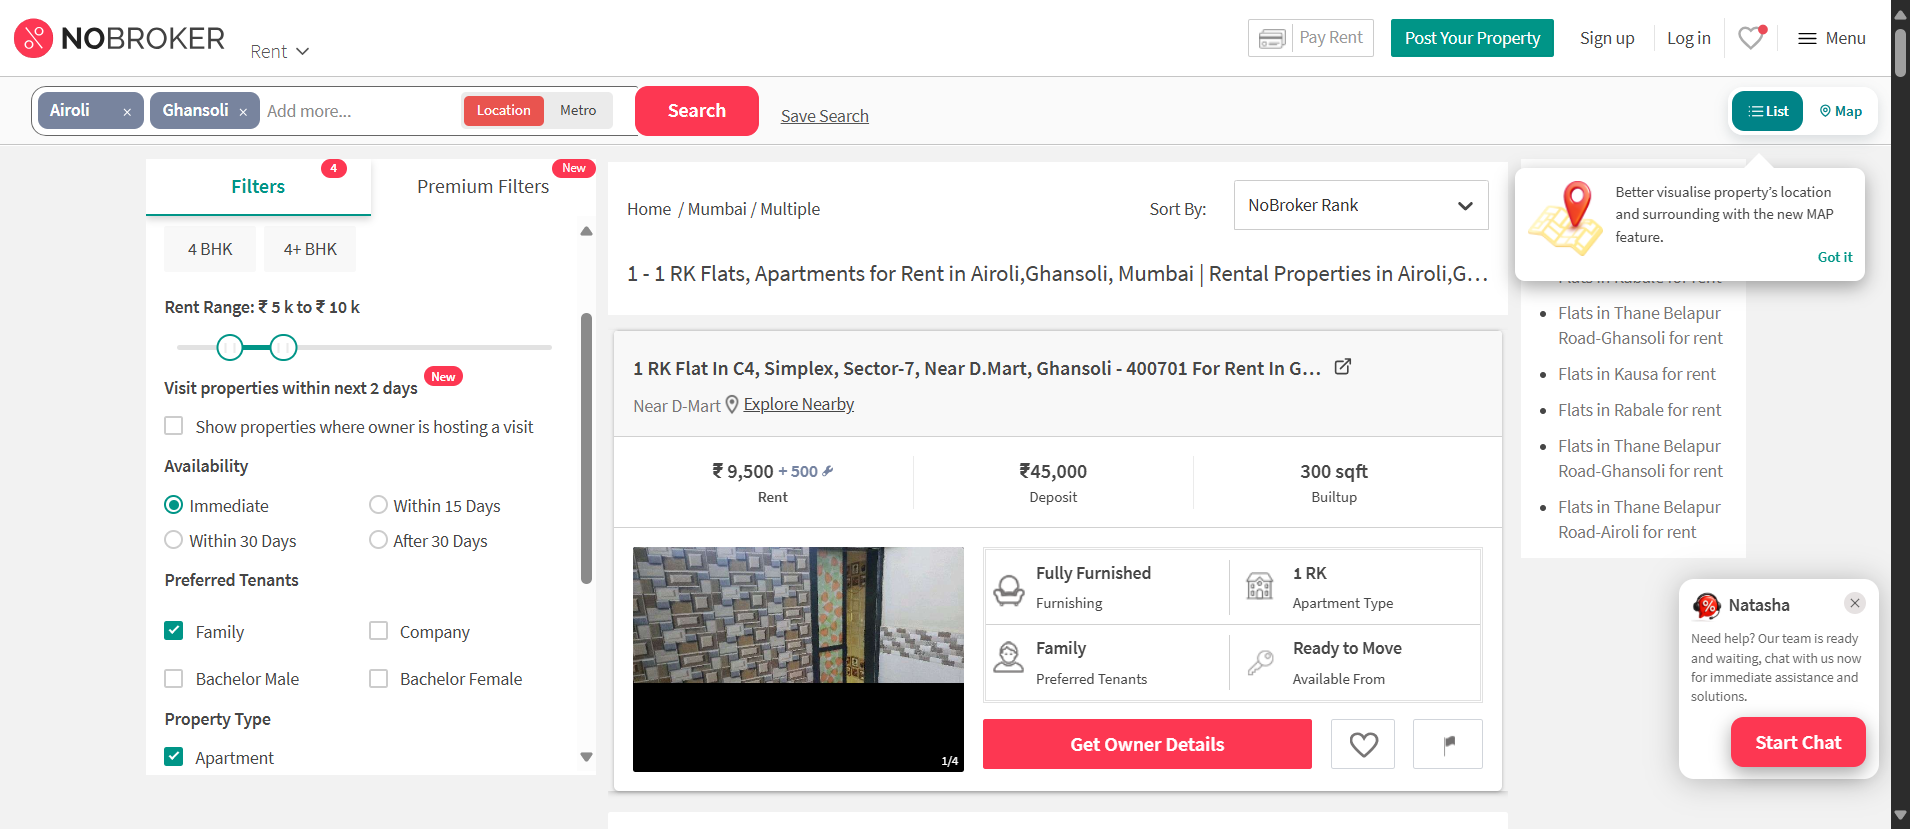 NOBROKER
Rent
Pay Rent
Post Your Property
Sign up
Log in
Menu
Airoli ×
Ghansoli ×
Add more...
Location
Metro
Search
Save Search
List
Map
Filters
4
Premium Filters
New
4 BHK
4+ BHK
Rent Range: ₹ 5 k to ₹ 10 k
Visit properties within next 2 days
New
Show properties where owner is hosting a visit
Availability
Immediate
Within 15 Days
Within 30 Days
After 30 Days
Preferred Tenants
Family
Company
Bachelor Male
Bachelor Female
Property Type
Apartment
Home / Mumbai / Multiple
Sort By:
NoBroker Rank
1 - 1 RK Flats, Apartments for Rent in Airoli,Ghansoli, Mumbai | Rental Properties in Airoli,G...
1 RK Flat In C4, Simplex, Sector-7, Near D.Mart, Ghansoli - 400701 For Rent In G...
Near D-Mart
Explore Nearby
₹ 9,500 + 500
Rent
₹45,000
Deposit
300 sqft
Builtup
1/4
Fully Furnished
Furnishing
1 RK
Apartment Type
Family
Preferred Tenants
Ready to Move
Available From
Get Owner Details
Better visualise property's location
and surrounding with the new MAP
feature.
Got it
Flats in Rabale for rent
Flats in Thane Belapur
Road-Ghansoli for rent
Flats in Kausa for rent
Flats in Rabale for rent
Flats in Thane Belapur
Road-Ghansoli for rent
Flats in Thane Belapur
Road-Airoli for rent
Natasha
Need help? Our team is ready
and waiting, chat with us now
for immediate assistance and
solutions.
Start Chat